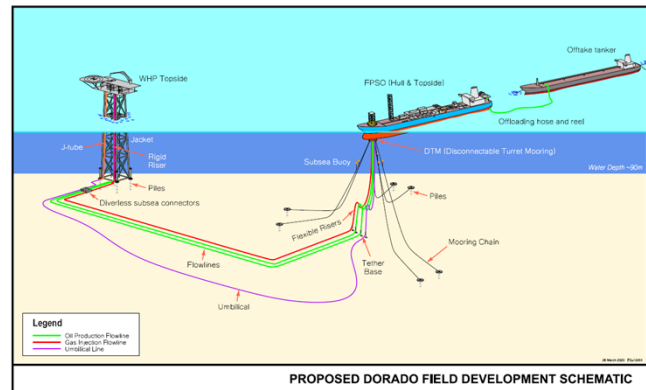 Offtake tanker
WHP Topside
FPSO (Hull & Topside)
Offloading hose and reel
J-tube
Jacket
Rigid
Riser
DTM (Disconnectable Turret Mooring)
Subsea Buoy
Water Depth ~90m
Piles
Diverless subsea connectors
Piles
Flexible Risers
Mooring Chain
Flowlines
Tether
Base
Umbilical
Legend
Oil Production Flowline
Gas Injection Flowline
Umbilical Line
PROPOSED DORADO FIELD DEVELOPMENT SCHEMATIC